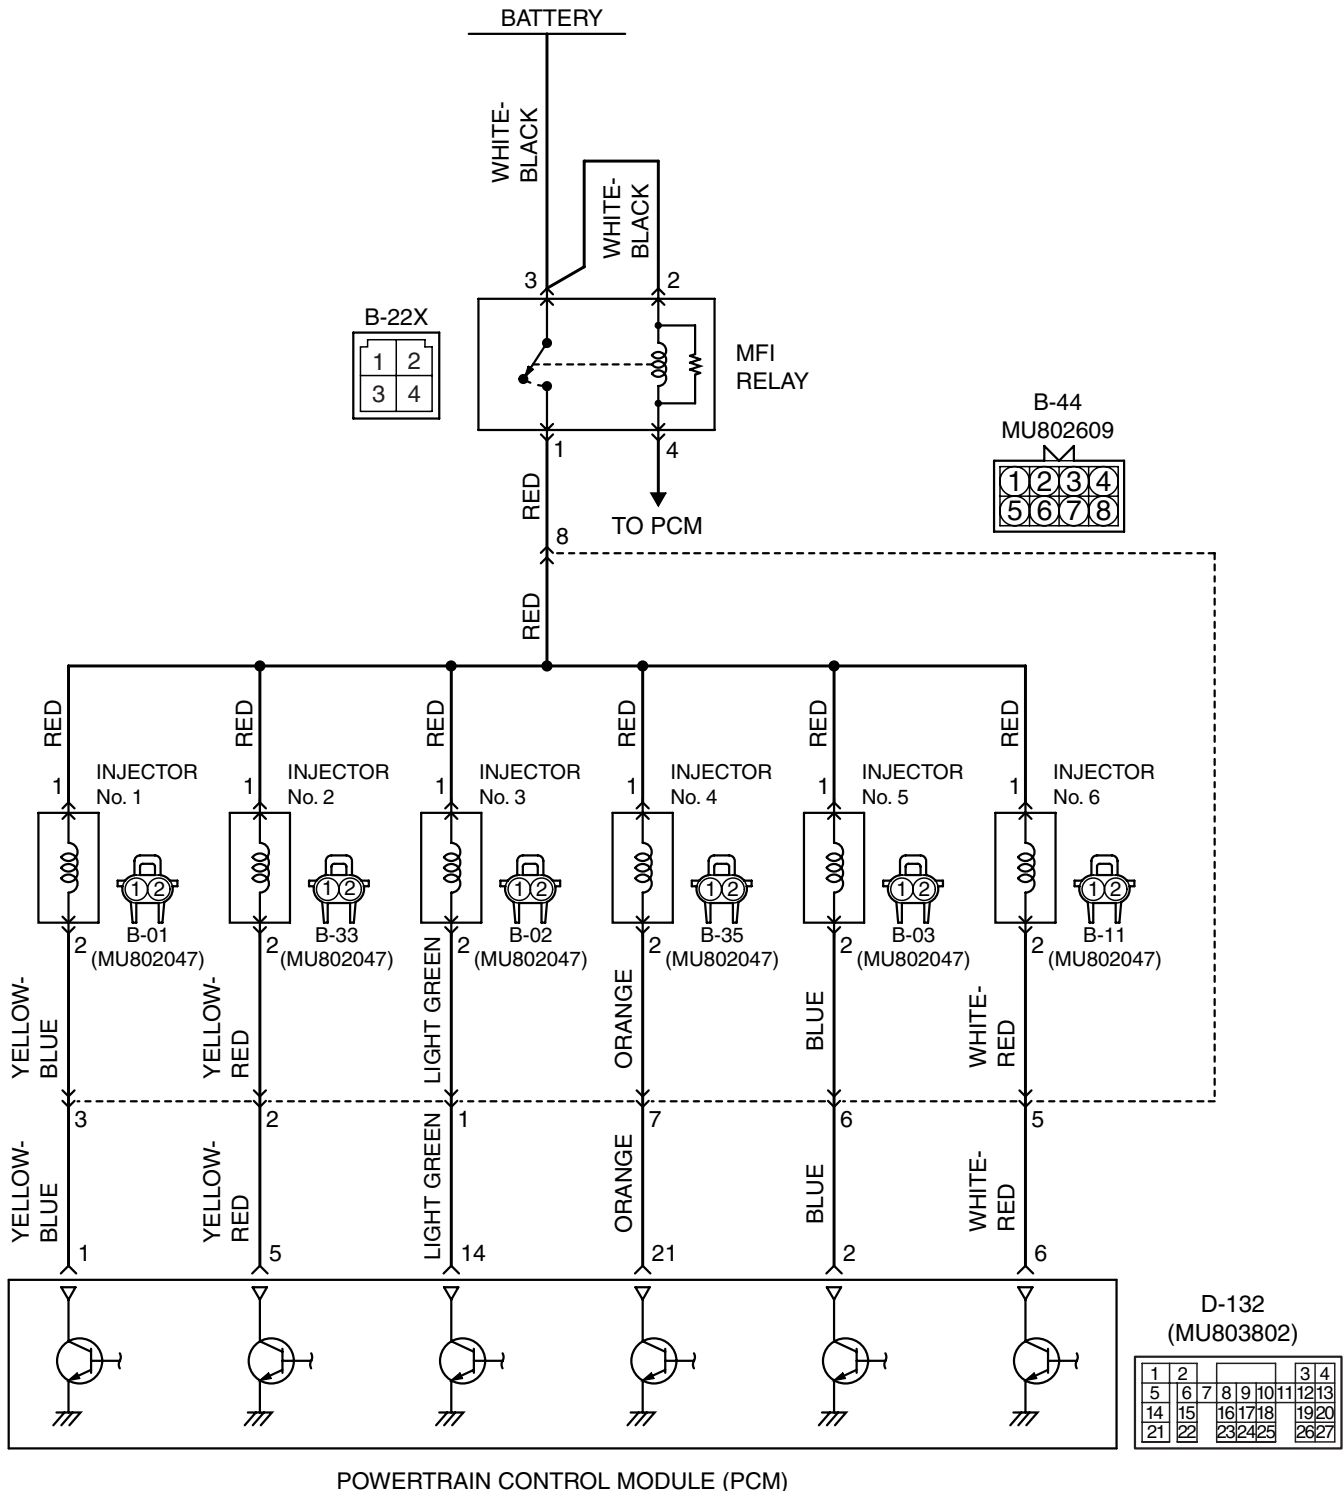 BATTERY
WHITE-
BLACK
WHITE-
BLACK
3
2
B-22X
1 2
3 4
MFI
RELAY
1
4
B-44
MU802609
1 2 3 4
5 6 7 8
RED
TO PCM
8
RED
RED
RED
RED
RED
RED
RED
1
INJECTOR
No. 1
1
INJECTOR
No. 2
1
INJECTOR
No. 3
1
INJECTOR
No. 4
1
INJECTOR
No. 5
1
INJECTOR
No. 6
1 2
1 2
1 2
1 2
1 2
1 2
2
B-01
(MU802047)
2
B-33
(MU802047)
2
B-02
(MU802047)
2
B-35
(MU802047)
2
B-03
(MU802047)
2
B-11
(MU802047)
YELLOW-
BLUE
YELLOW-
RED
LIGHT GREEN
ORANGE
BLUE
WHITE-
RED
3
2
1
7
6
5
YELLOW-
BLUE
YELLOW-
RED
LIGHT GREEN
ORANGE
BLUE
WHITE-
RED
1
5
14
21
2
6
D-132
(MU803802)
1 2 3 4
5 6 7 8 9 10 11 12 13
14 15 16 17 18 19 20
21 22 23 24 25 26 27
POWERTRAIN CONTROL MODULE (PCM)